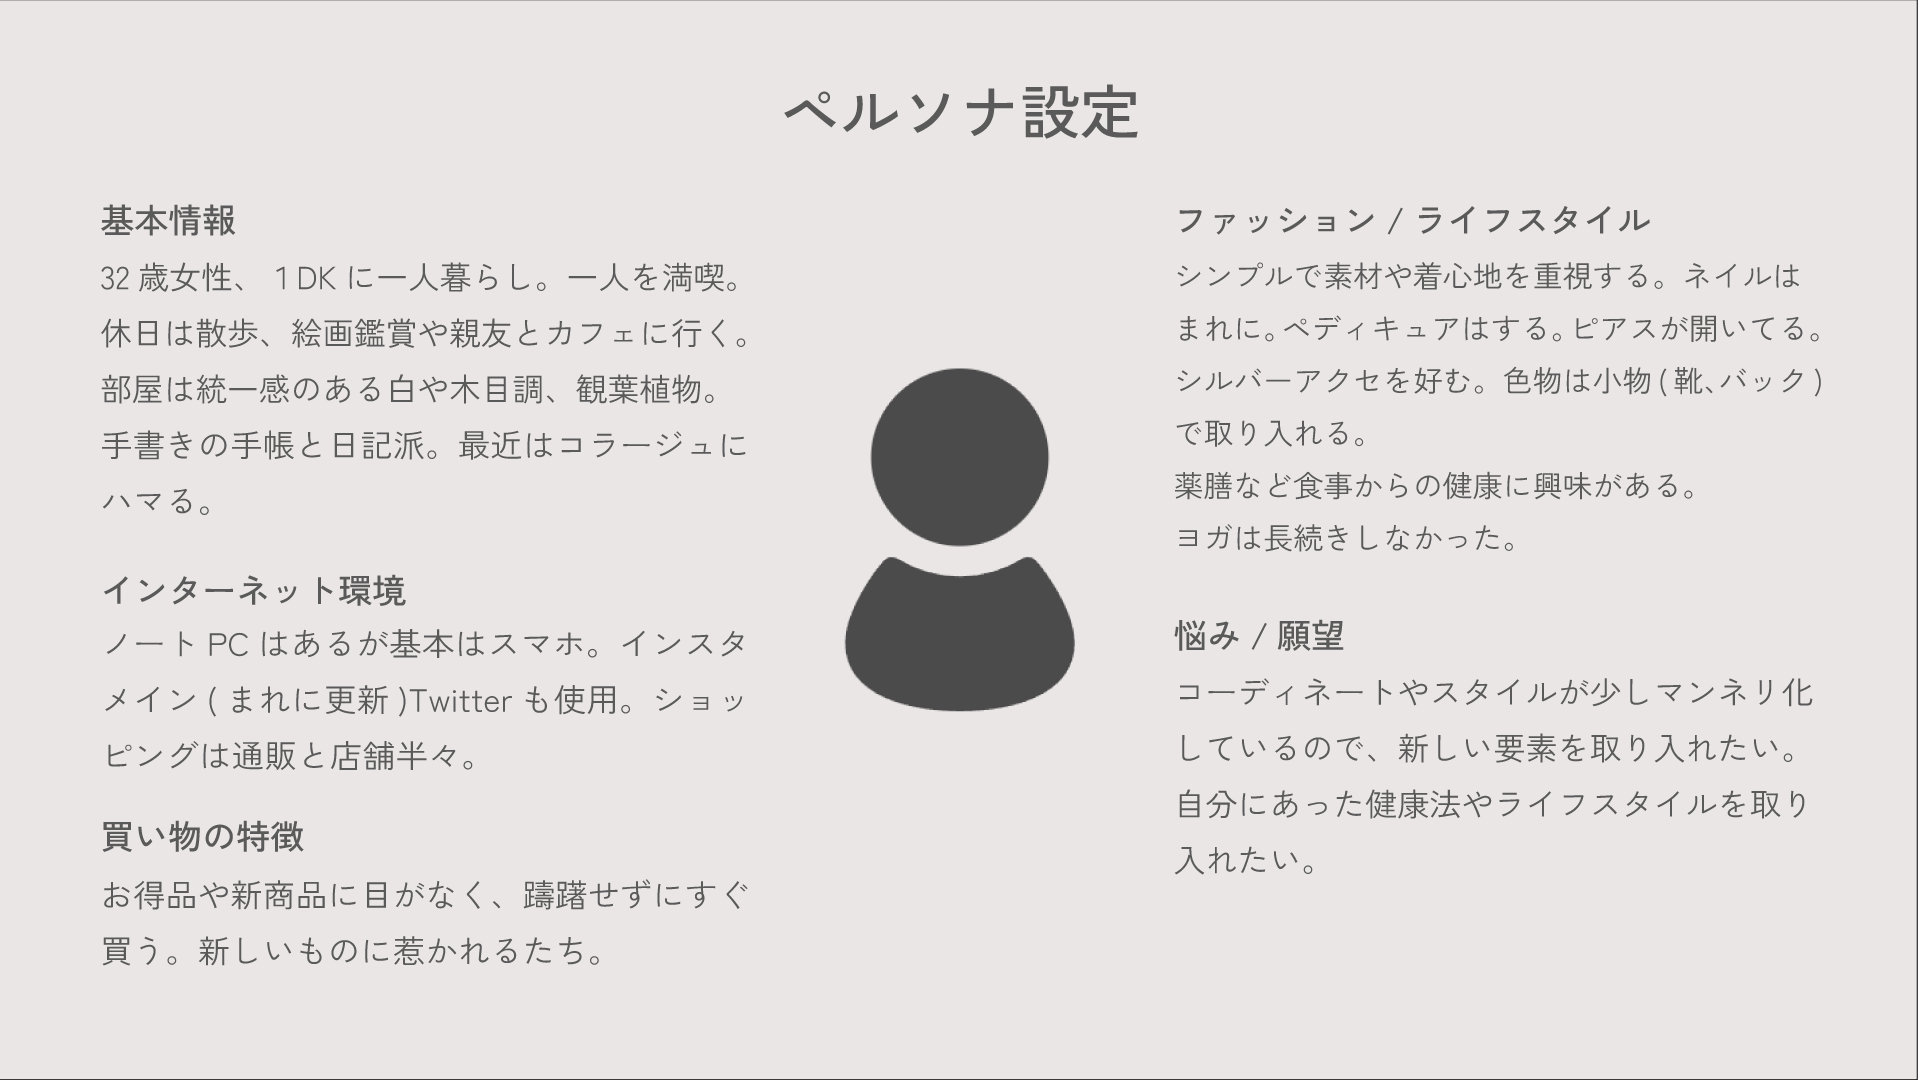 ペルソナ設定
基本情報
32 歳女性、 1 DK に一人暮らし。一人を満喫。
休日は散歩、絵画鑑賞や親友とカフェに行く。
部屋は統一感のある白や木目調、観葉植物。
手書きの手帳と日記派。最近はコラージュに
ハマる。
インターネット環境
ノート PC はあるが基本はスマホ。インスタ
メイン ( まれに更新 )Twitter も使用。ショッ
ピングは通販と店舗半々。
買い物の特徴
お得品や新商品に目がなく、躊躇せずにすぐ
買う。新しいものに惹かれるたち。
ファッション / ライフスタイル
シンプルで素材や着心地を重視する。ネイルは
まれに。ペディキュアはする。ピアスが開いてる。
シルバーアクセを好む。色物は小物 ( 靴、バック )
で取り入れる。
薬膳など食事からの健康に興味がある。
ヨガは長続きしなかった。
悩み / 願望
コーディネートやスタイルが少しマンネリ化
しているので、新しい要素を取り入れたい。
自分にあった健康法やライフスタイルを取り
入れたい。